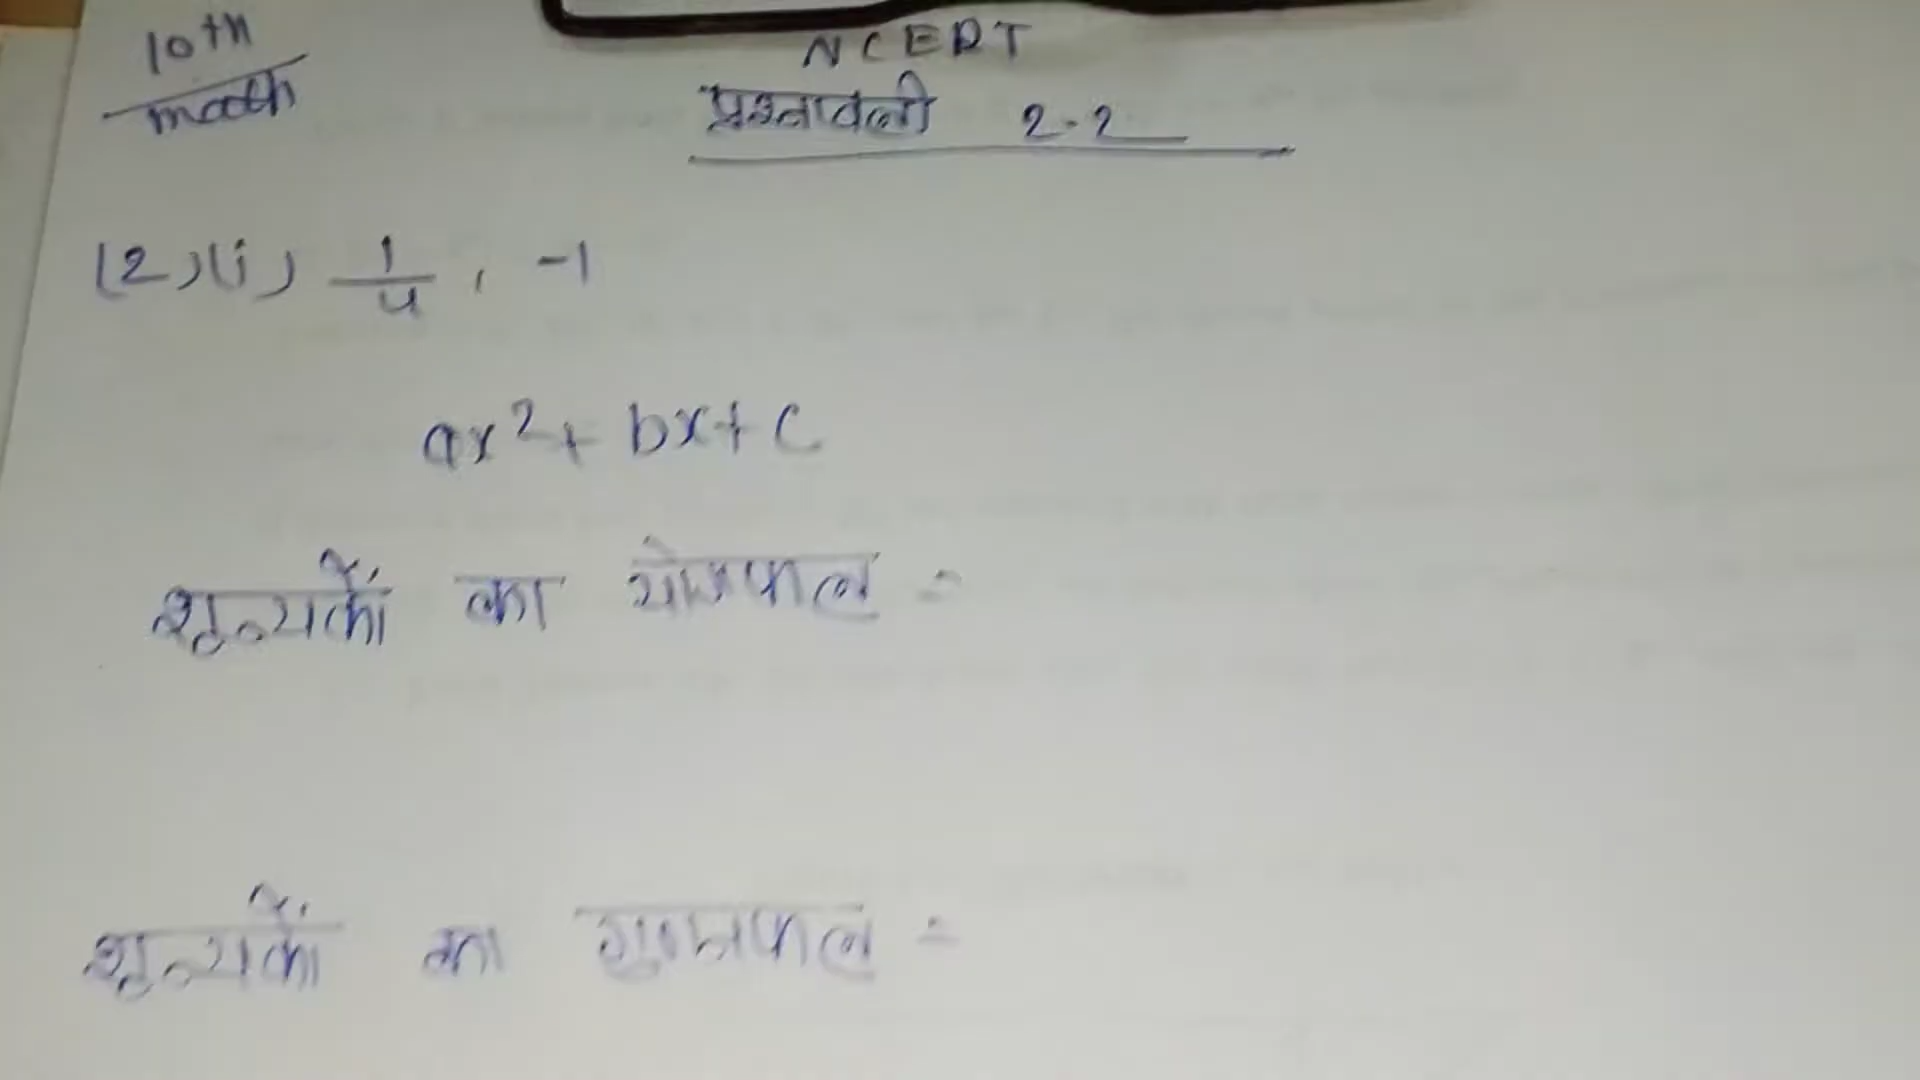 10th
math
NCERT
प्रश्नावली 2.2
(2)(i) 1/4, -1
ax²+ bx+ c
शून्यकों का योगफल =
शून्यकों का गुणनफल =